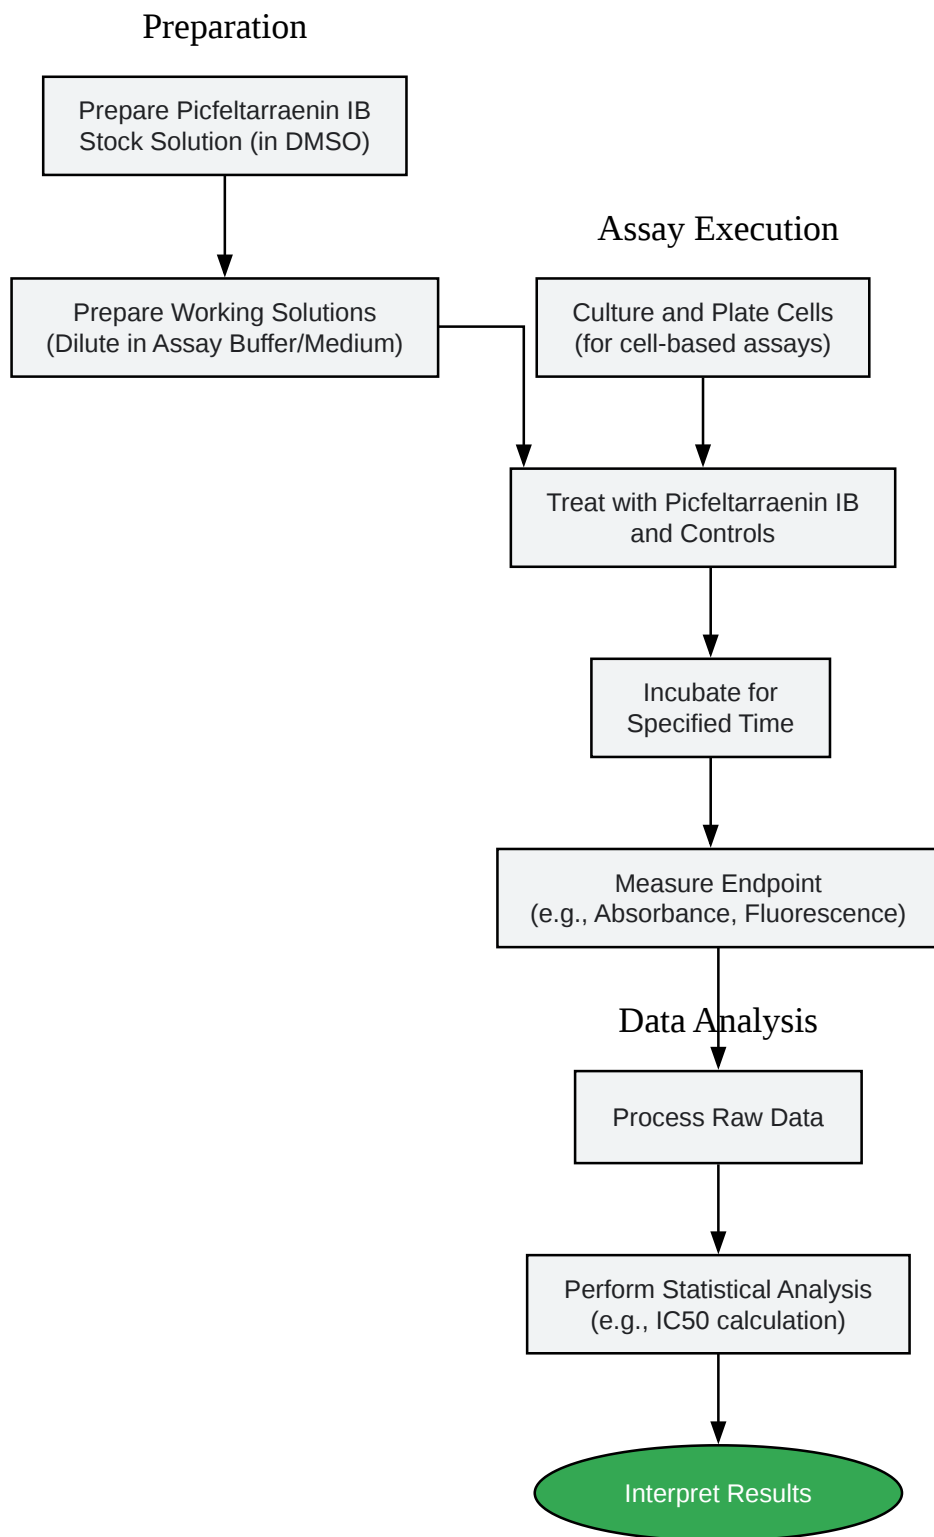 Preparation
Prepare Picfeltarraenin IB
Stock Solution (in DMSO)
Assay Execution
Prepare Working Solutions
(Dilute in Assay Buffer/Medium)
Culture and Plate Cells
(for cell-based assays)
Treat with Picfeltarraenin IB
and Controls
Incubate for
Specified Time
Measure Endpoint
(e.g., Absorbance, Fluorescence)
Data Analysis
Process Raw Data
Perform Statistical Analysis
(e.g., IC50 calculation)
Interpret Results